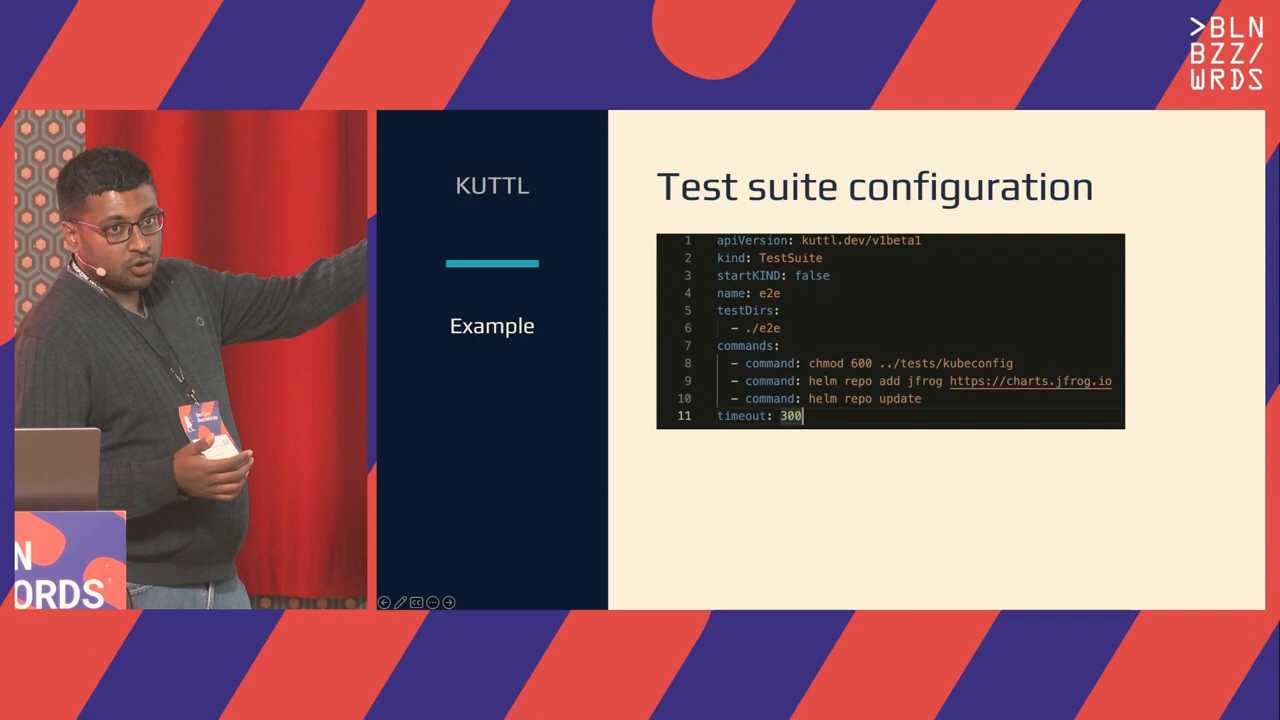 >BLN
BZZ/
WRDS
KUTTL
Example
Test suite configuration
1 apiVersion: kuttl.dev/v1beta1
2 kind: TestSuite
3 startKIND: false
4 name: e2e
5 testDirs:
6 - ./e2e
7 commands:
8 - command: chmod 600 ../tests/kubeconfig
9 - command: helm repo add jfrog https://charts.jfrog.io
10 - command: helm repo update
11 timeout: 300
N
ORDS